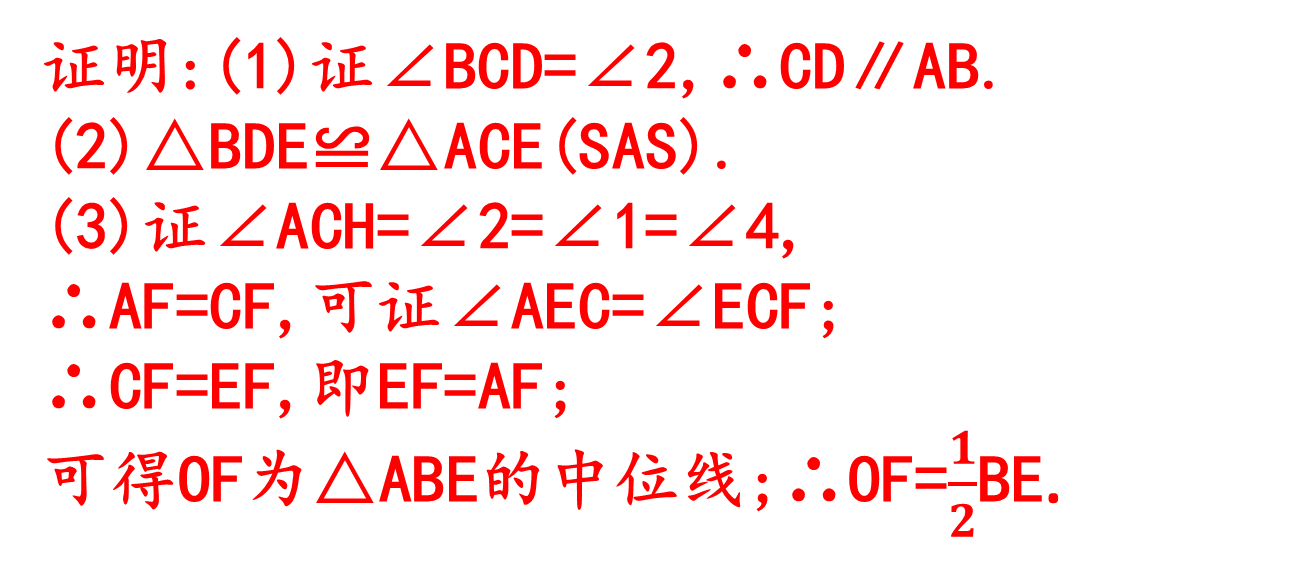 证明:(1)证∠BCD=∠2,∴CD∥AB.
(2)△BDE≌△ACE(SAS).
(3)证∠ACH=∠2=∠1=∠4,
∴AF=CF,可证∠AEC=∠ECF;
∴CF=EF,即EF=AF;
可得OF为△ABE的中位线;∴OF=1/2BE.